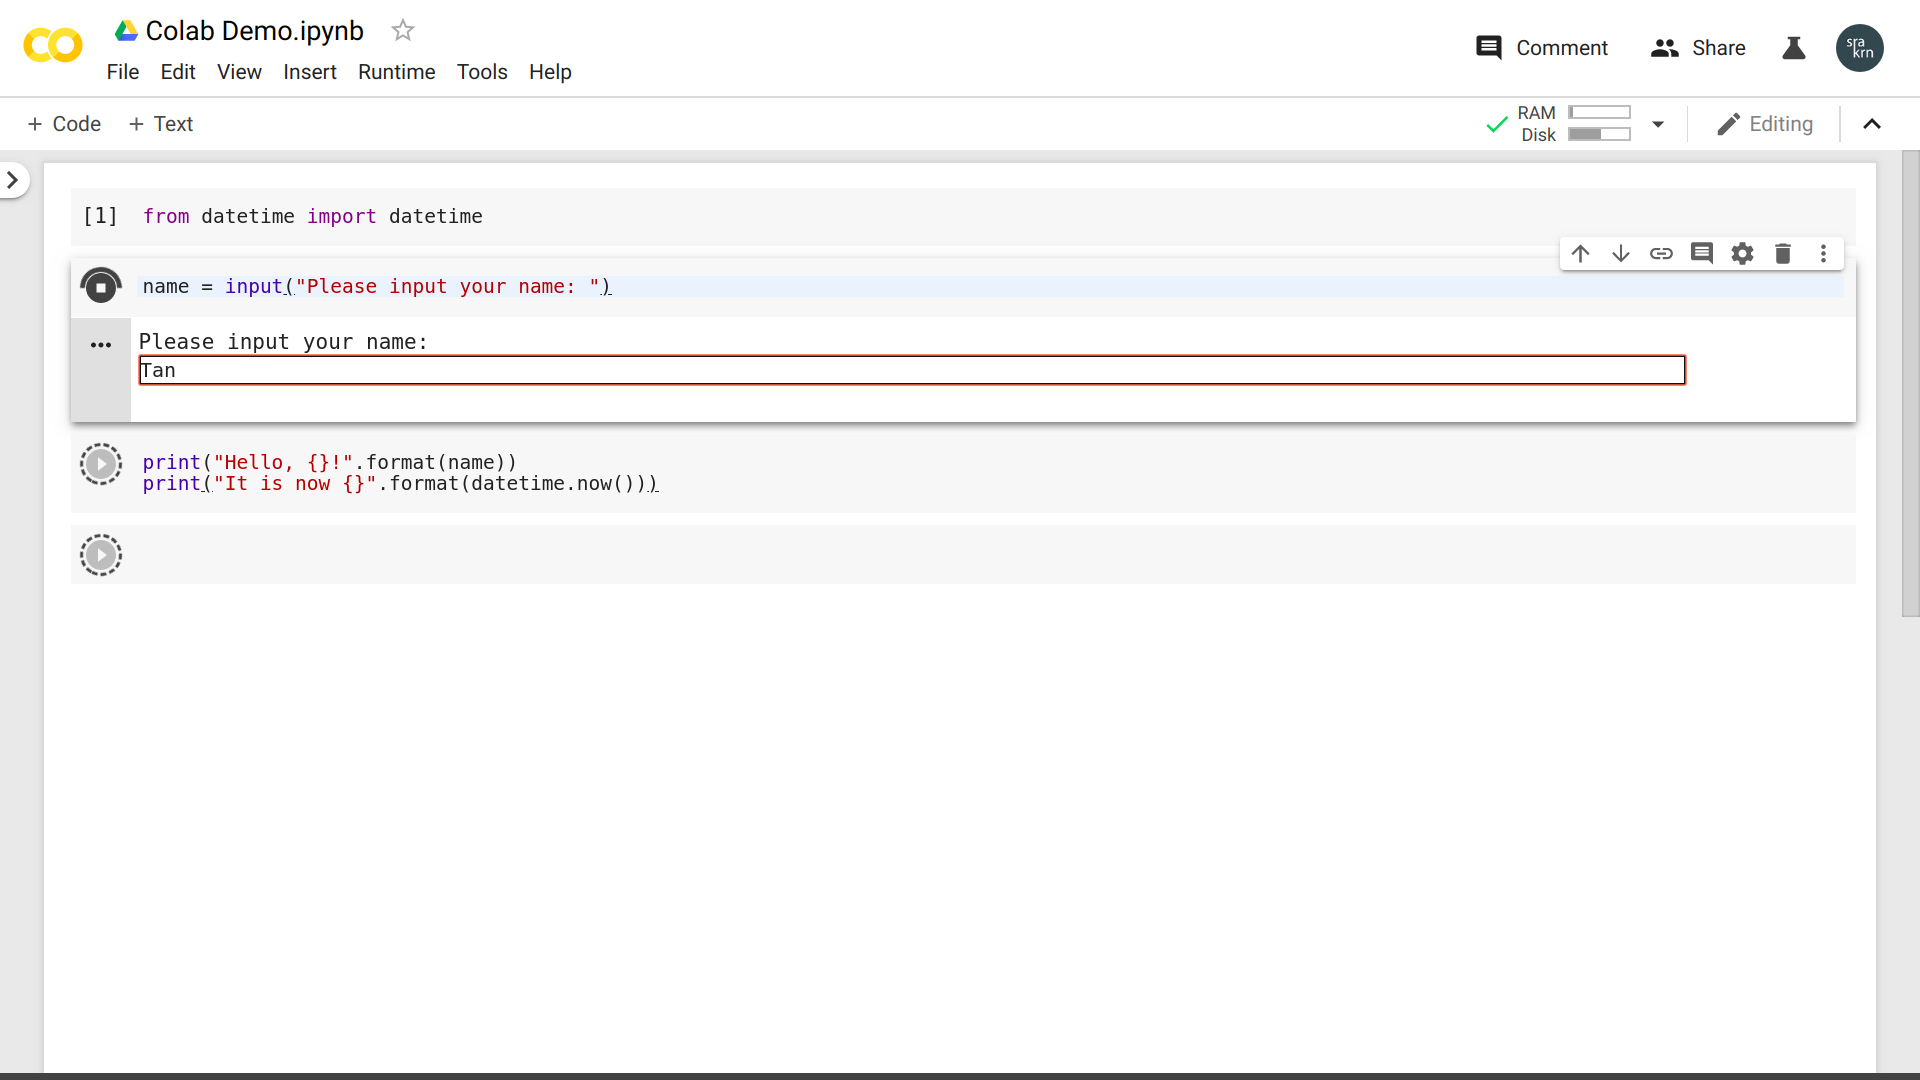 Colab Demo.ipynb
File Edit View Insert Runtime Tools Help
Comment
Share
sra
krn
+ Code + Text
RAM
Disk
Editing
[1] from datetime import datetime
name = input("Please input your name: ")
Please input your name:
Tan
print("Hello, {}!".format(name))
print("It is now {}".format(datetime.now()))